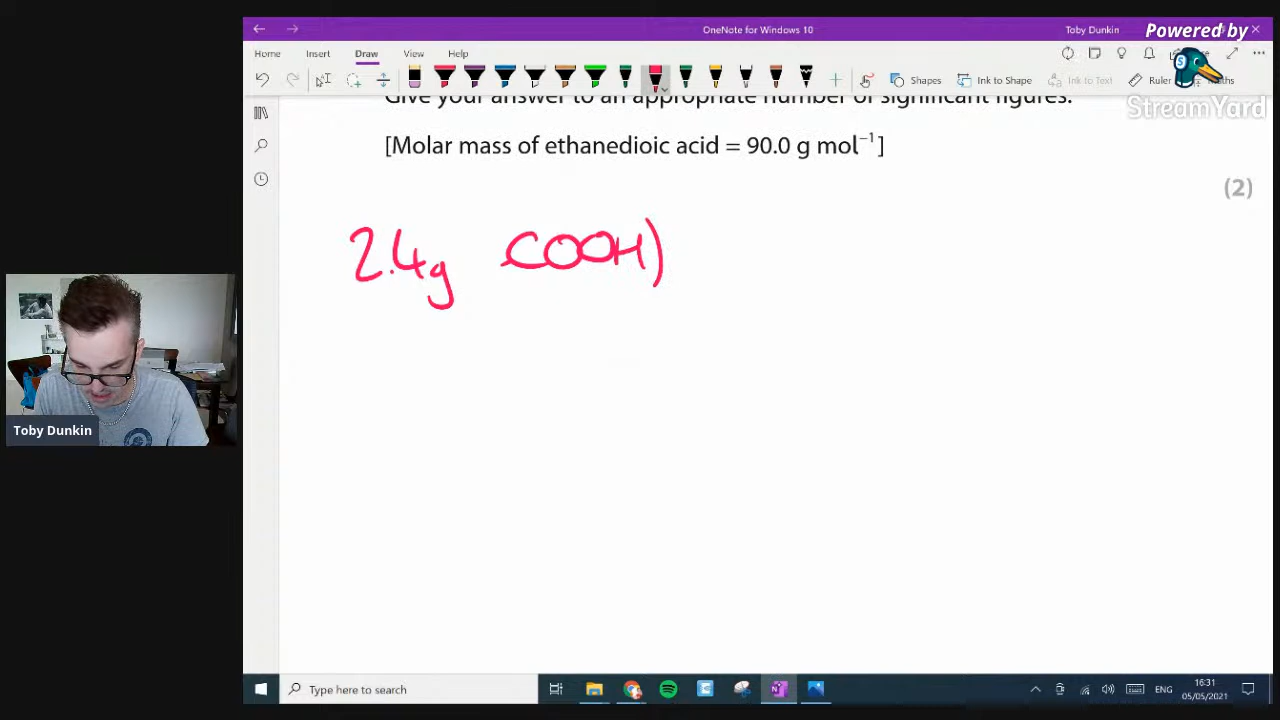 OneNote for Windows 10
Toby Dunkin
Powered by
StreamYard
Home Insert Draw View Help
Shapes Ink to Shape Ink to Text Ruler
Give your answer to an appropriate number of significant figures.
[Molar mass of ethanedioic acid = 90.0 g mol⁻¹]
(2)
2.4g COOH)
Toby Dunkin
Type here to search
ENG
16:31
05/05/2021